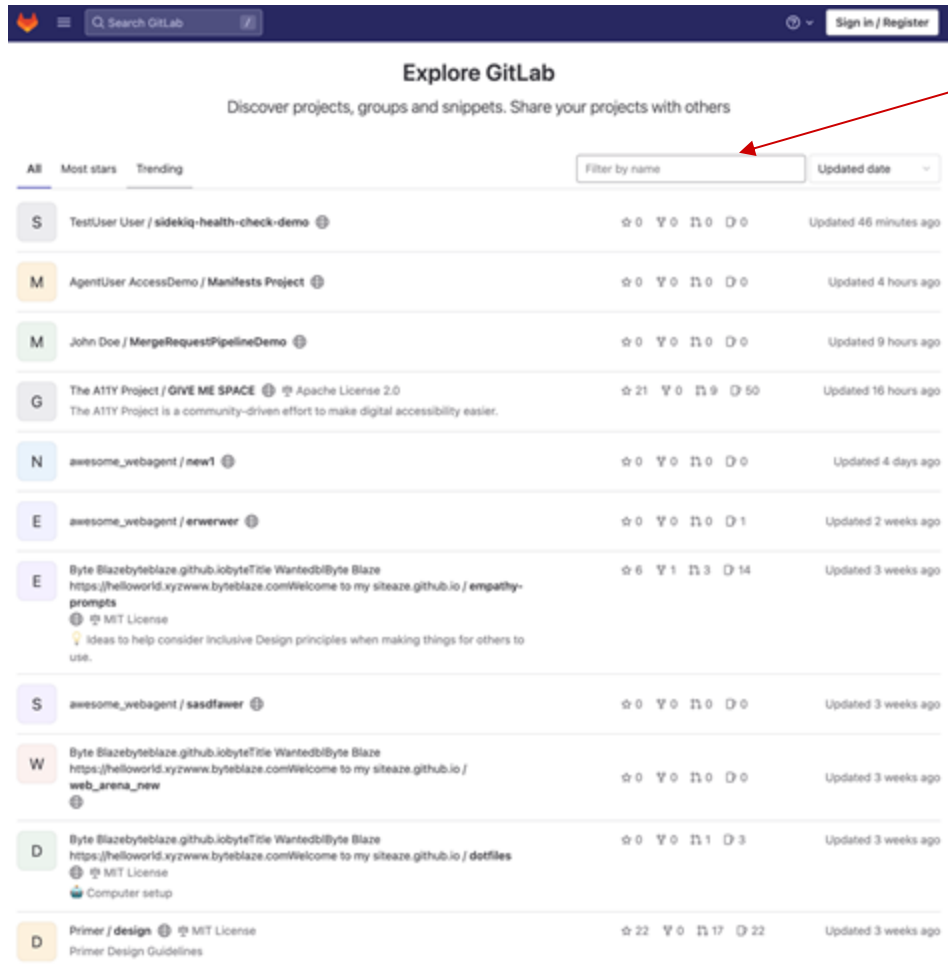 Search GitLab /
Sign in / Register
Explore GitLab
Discover projects, groups and snippets. Share your projects with others
All Most stars Trending Filter by name Updated date
S TestUser User / sidekiq-health-check-demo 0 0 0 0 Updated 46 minutes ago
M AgentUser AccessDemo / Manifests Project 0 0 0 0 Updated 4 hours ago
M John Doe / MergeRequestPipelineDemo 0 0 0 0 Updated 9 hours ago
G The A11Y Project / GIVE ME SPACE Apache License 2.0 21 0 9 50 Updated 16 hours ago
The A11Y Project is a community-driven effort to make digital accessibility easier.
N awesome_webagent / new1 0 0 0 0 Updated 4 days ago
E awesome_webagent / erwerwer 0 0 0 1 Updated 2 weeks ago
E Byte Blazebyteblaze.github.iobyteTitle WantedblByte Blaze 6 1 3 14 Updated 3 weeks ago
https://helloworld.xyzwww.byteblaze.comWelcome to my siteaze.github.io / empathy-
prompts
MIT License
Ideas to help consider Inclusive Design principles when making things for others to
use.
S awesome_webagent / sasdfawer 0 0 0 0 Updated 3 weeks ago
W Byte Blazebyteblaze.github.iobyteTitle WantedblByte Blaze
https://helloworld.xyzwww.byteblaze.comWelcome to my siteaze.github.io /
web_arena_new 0 0 0 0 Updated 3 weeks ago
D Byte Blazebyteblaze.github.iobyteTitle WantedblByte Blaze 0 0 1 3 Updated 3 weeks ago
https://helloworld.xyzwww.byteblaze.comWelcome to my siteaze.github.io / dotfiles
MIT License
Computer setup
D Primer / design MIT License 22 0 17 22 Updated 3 weeks ago
Primer Design Guidelines